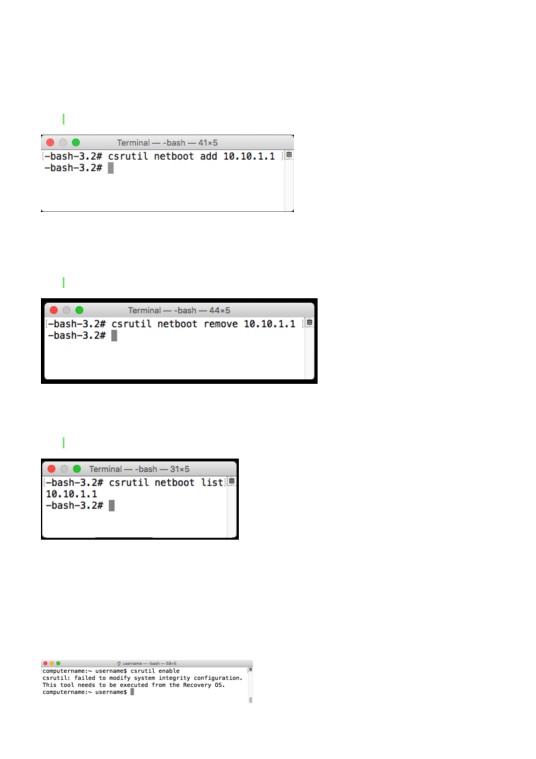 Terminal — -bash — 41×5
-bash-3.2# csrutil netboot add 10.10.1.1
-bash-3.2#
Terminal — -bash — 44×5
-bash-3.2# csrutil netboot remove 10.10.1.1
-bash-3.2#
Terminal — -bash — 31×5
-bash-3.2# csrutil netboot list
10.10.1.1
-bash-3.2#
username — -bash — 59×5
computername:~ username$ csrutil enable
csrutil: failed to modify system integrity configuration.
This tool needs to be executed from the Recovery OS.
computername:~ username$